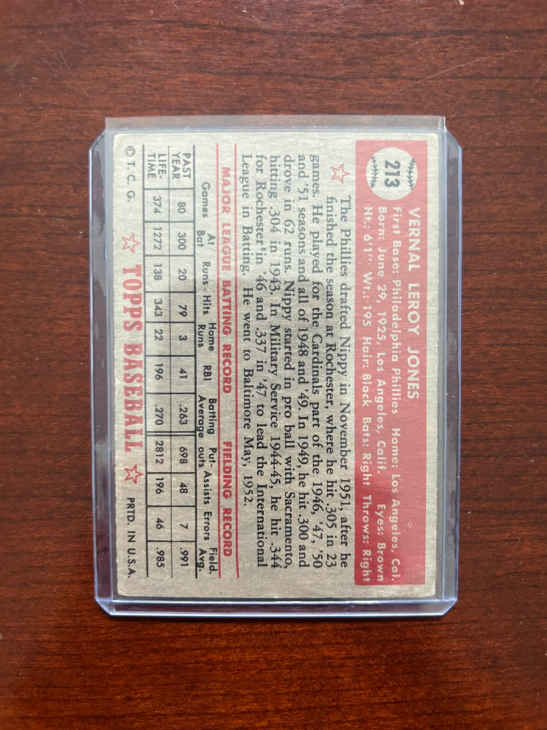 213
VERNAL LEROY JONES
First Base: Philadelphia Phillies Home: Los Angeles, Cal.
Born: June 29, 1925, Los Angeles, Calif. Eyes: Brown
Ht.: 6'1" Wt.: 195 Hair: Black Bats: Right Throws: Right
The Phillies drafted Nippy in November 1951, after he
finished the season at Rochester, where he hit .305 in 23
games. He played for the Cardinals part of the 1946, '47, '50
and '51 seasons and all of 1948 and '49. In 1949, he hit .300 and
drove in 62 runs. Nippy started in pro ball with Sacramento,
hitting .304 in 1943. In Military Service 1944-45, he hit .344
for Rochester in '46 and .337 in '47 to lead the International
League in Batting. He went to Baltimore May, 1952.
MAJOR LEAGUE BATTING RECORD FIELDING RECORD
Games At Bat Runs Hits Home Runs RBI Batting Average Put-outs Assists Errors Field. Avg.
PAST YEAR 80 300 20 79 3 41 .263 698 48 7 .991
LIFE-TIME 374 1272 138 343 22 196 .270 2812 196 46 .985
© T. C. G. TOPPS BASEBALL PRTD. IN U.S.A.